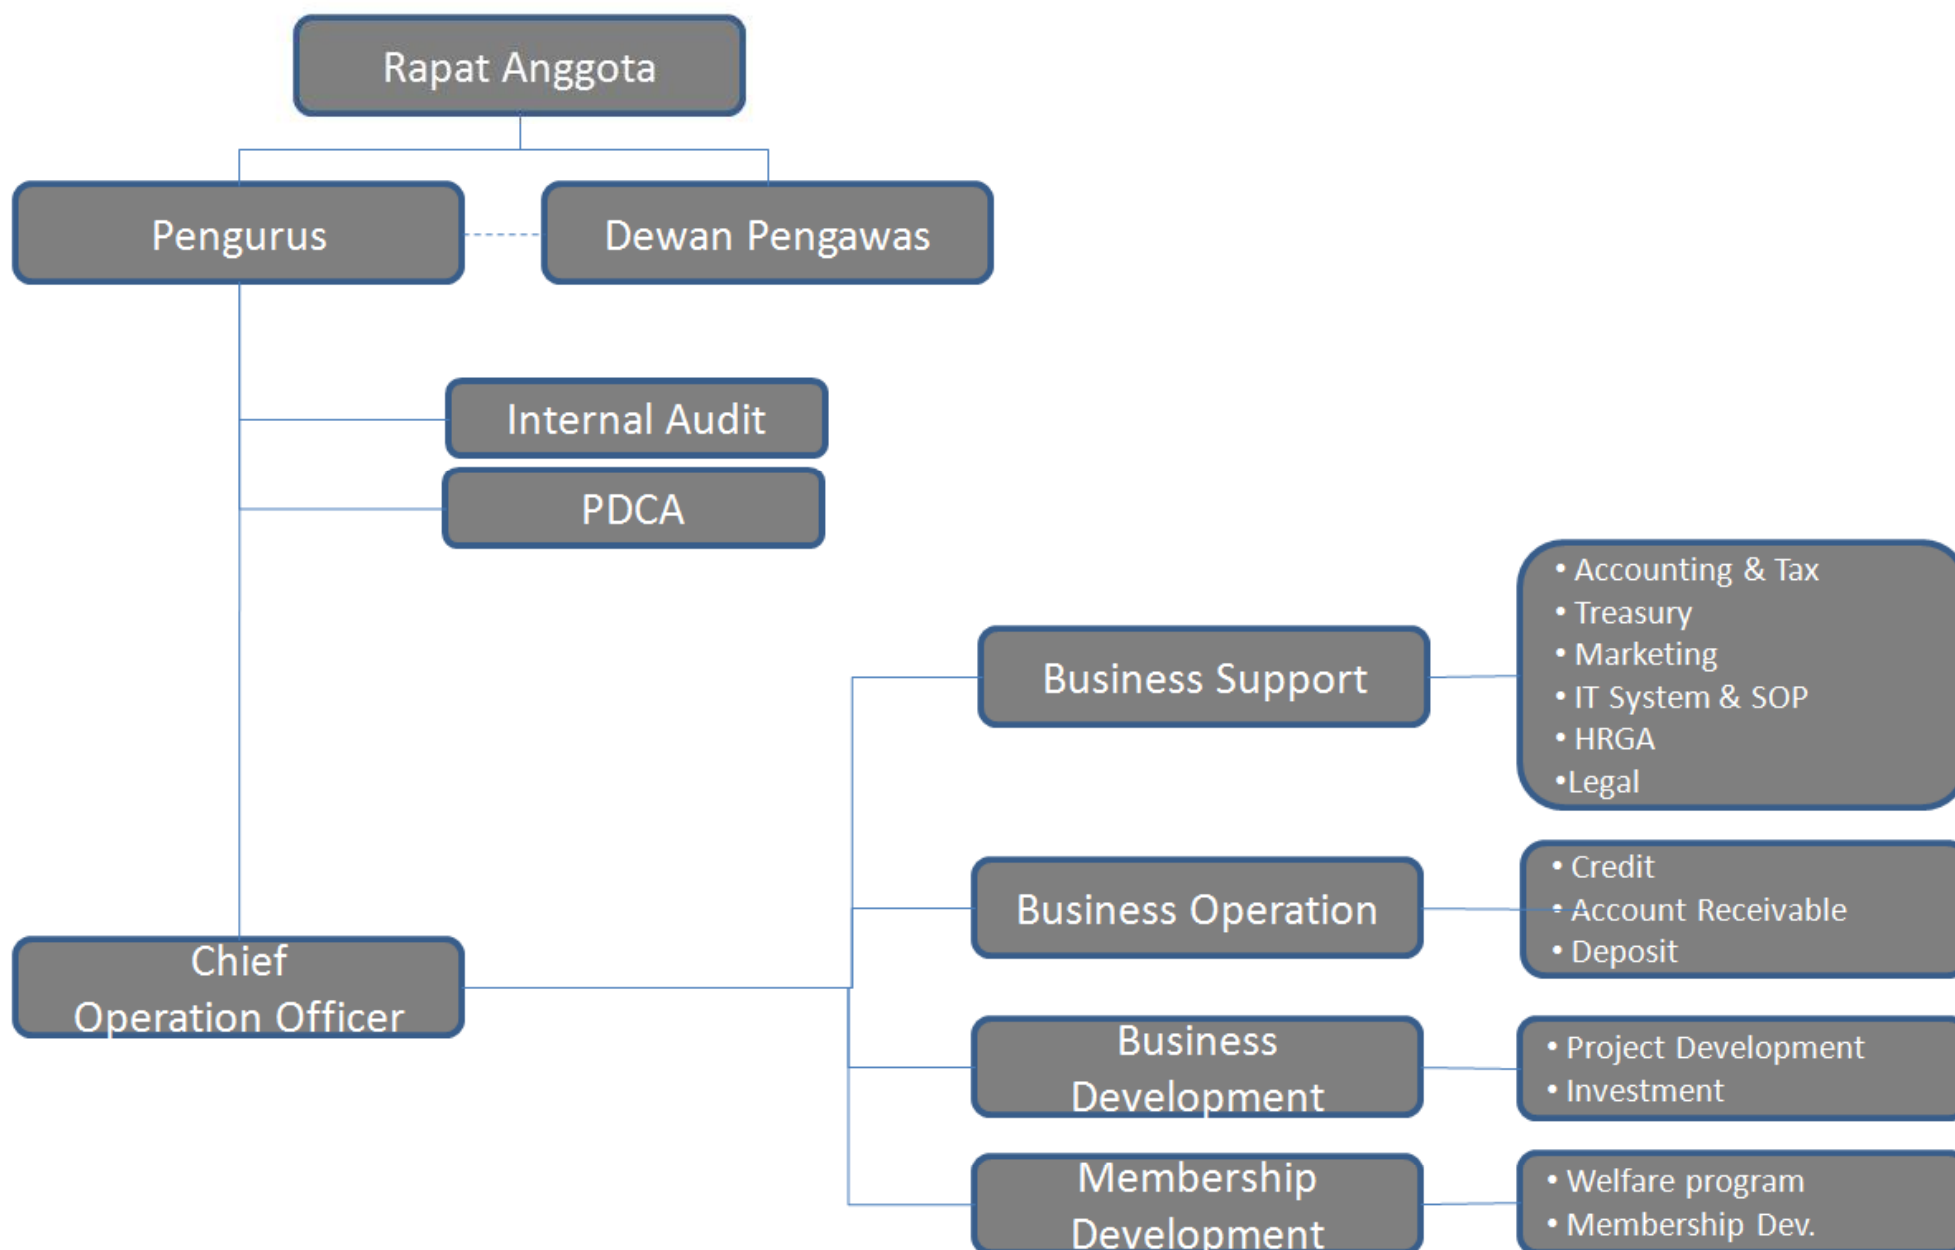 Rapat Anggota
Pengurus
Dewan Pengawas
Internal Audit
PDCA
Business Support
• Accounting & Tax
• Treasury
• Marketing
• IT System & SOP
• HRGA
•Legal
Business Operation
• Credit
• Account Receivable
• Deposit
Chief
Operation Officer
Business
Development
• Project Development
• Investment
Membership
Development
• Welfare program
• Membership Dev.